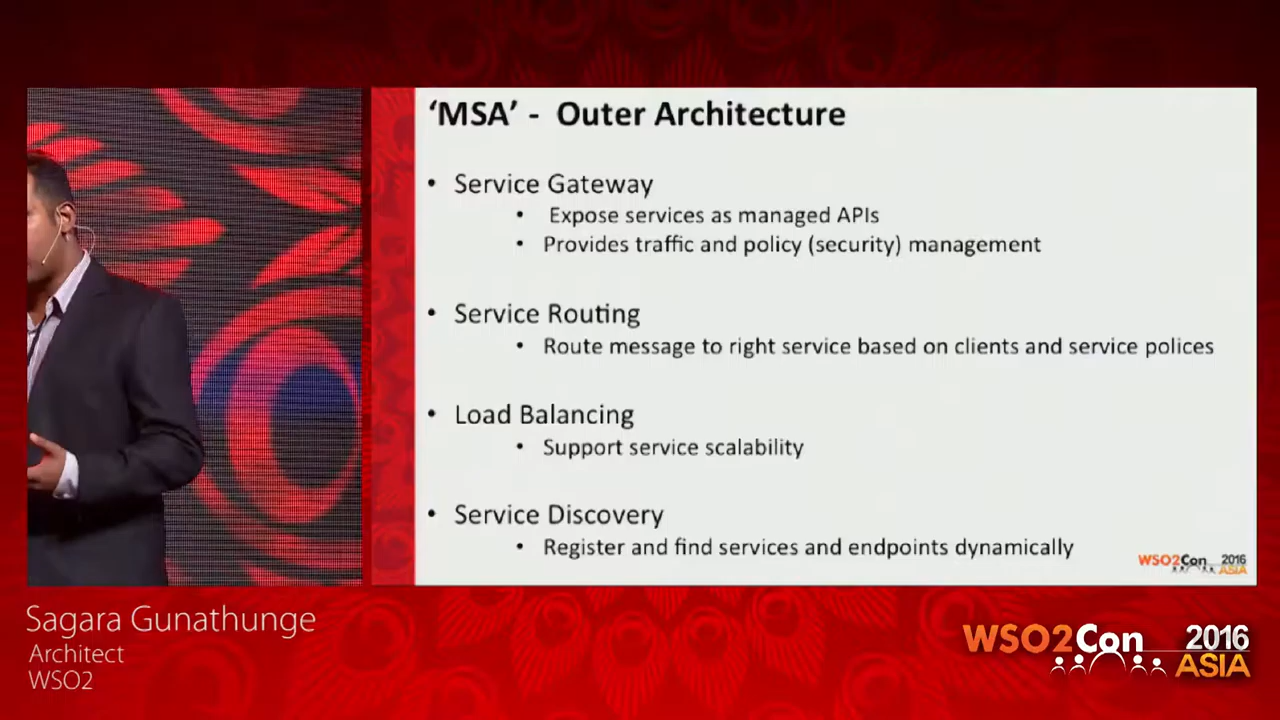 ‘MSA’ - Outer Architecture
• Service Gateway
• Expose services as managed APIs
• Provides traffic and policy (security) management
• Service Routing
• Route message to right service based on clients and service polices
• Load Balancing
• Support service scalability
• Service Discovery
• Register and find services and endpoints dynamically
WSO2Con 2016
ASIA
Sagara Gunathunge
Architect
WSO2
WSO2Con 2016
ASIA